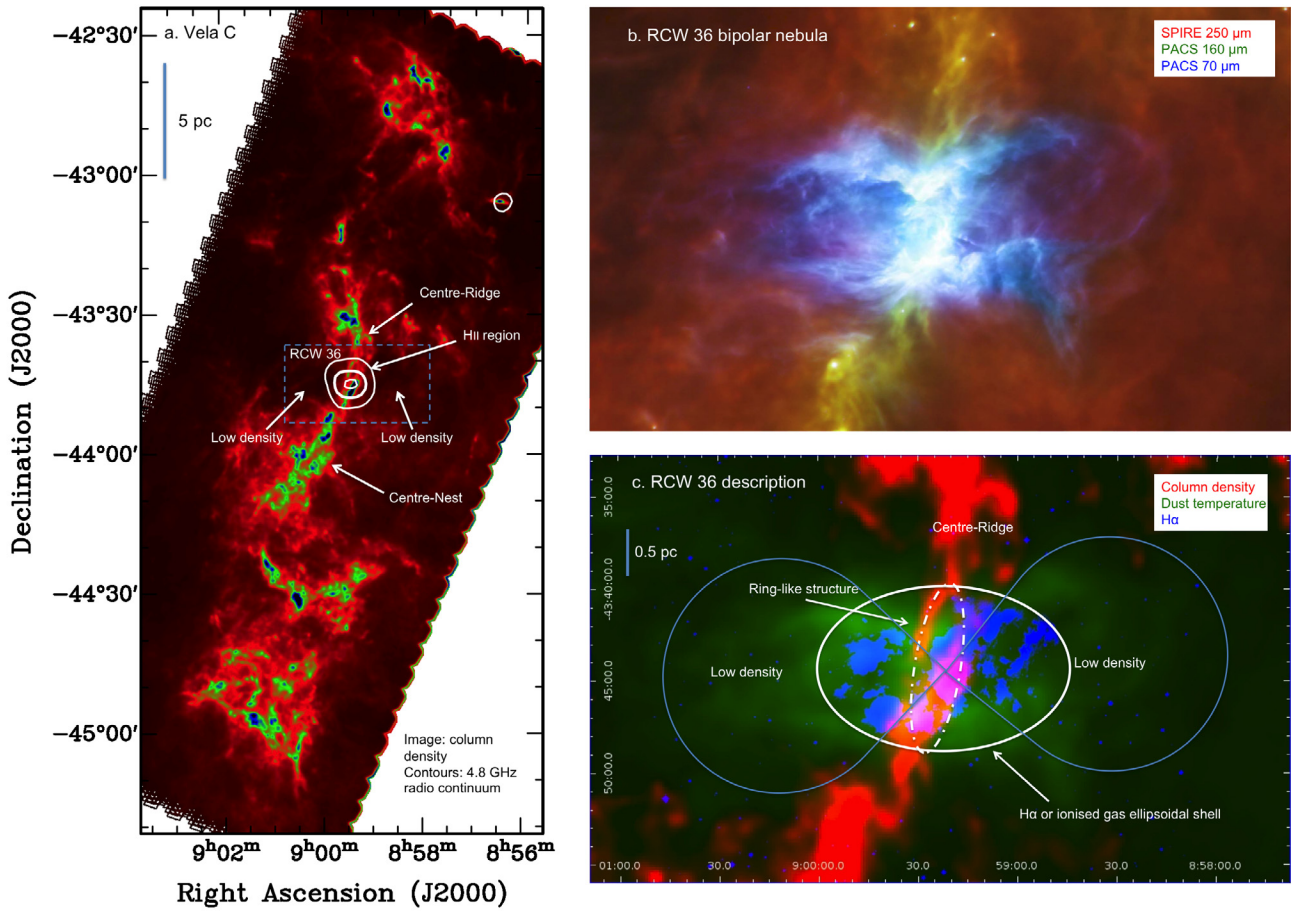 a. Vela C
5 pc
Centre-Ridge
HII region
RCW 36
Low density
Low density
Centre-Nest
Image: column
density
Contours: 4.8 GHz
radio continuum
−42°30′
−43°00′
−43°30′
−44°00′
−44°30′
−45°00′
Declination (J2000)
9h02m
9h00m
8h58m
8h56m
Right Ascension (J2000)
b. RCW 36 bipolar nebula
SPIRE 250 µm
PACS 160 µm
PACS 70 µm
c. RCW 36 description
Column density
Dust temperature
Hα
Centre-Ridge
0.5 pc
Ring-like structure
Low density
Low density
Hα or ionised gas ellipsoidal shell
35:00.0
-43:40:00.0
45:00.0
50:00.0
01:00.0
30.0
9:00:00.0
30.0
59:00.0
30.0
8:58:00.0